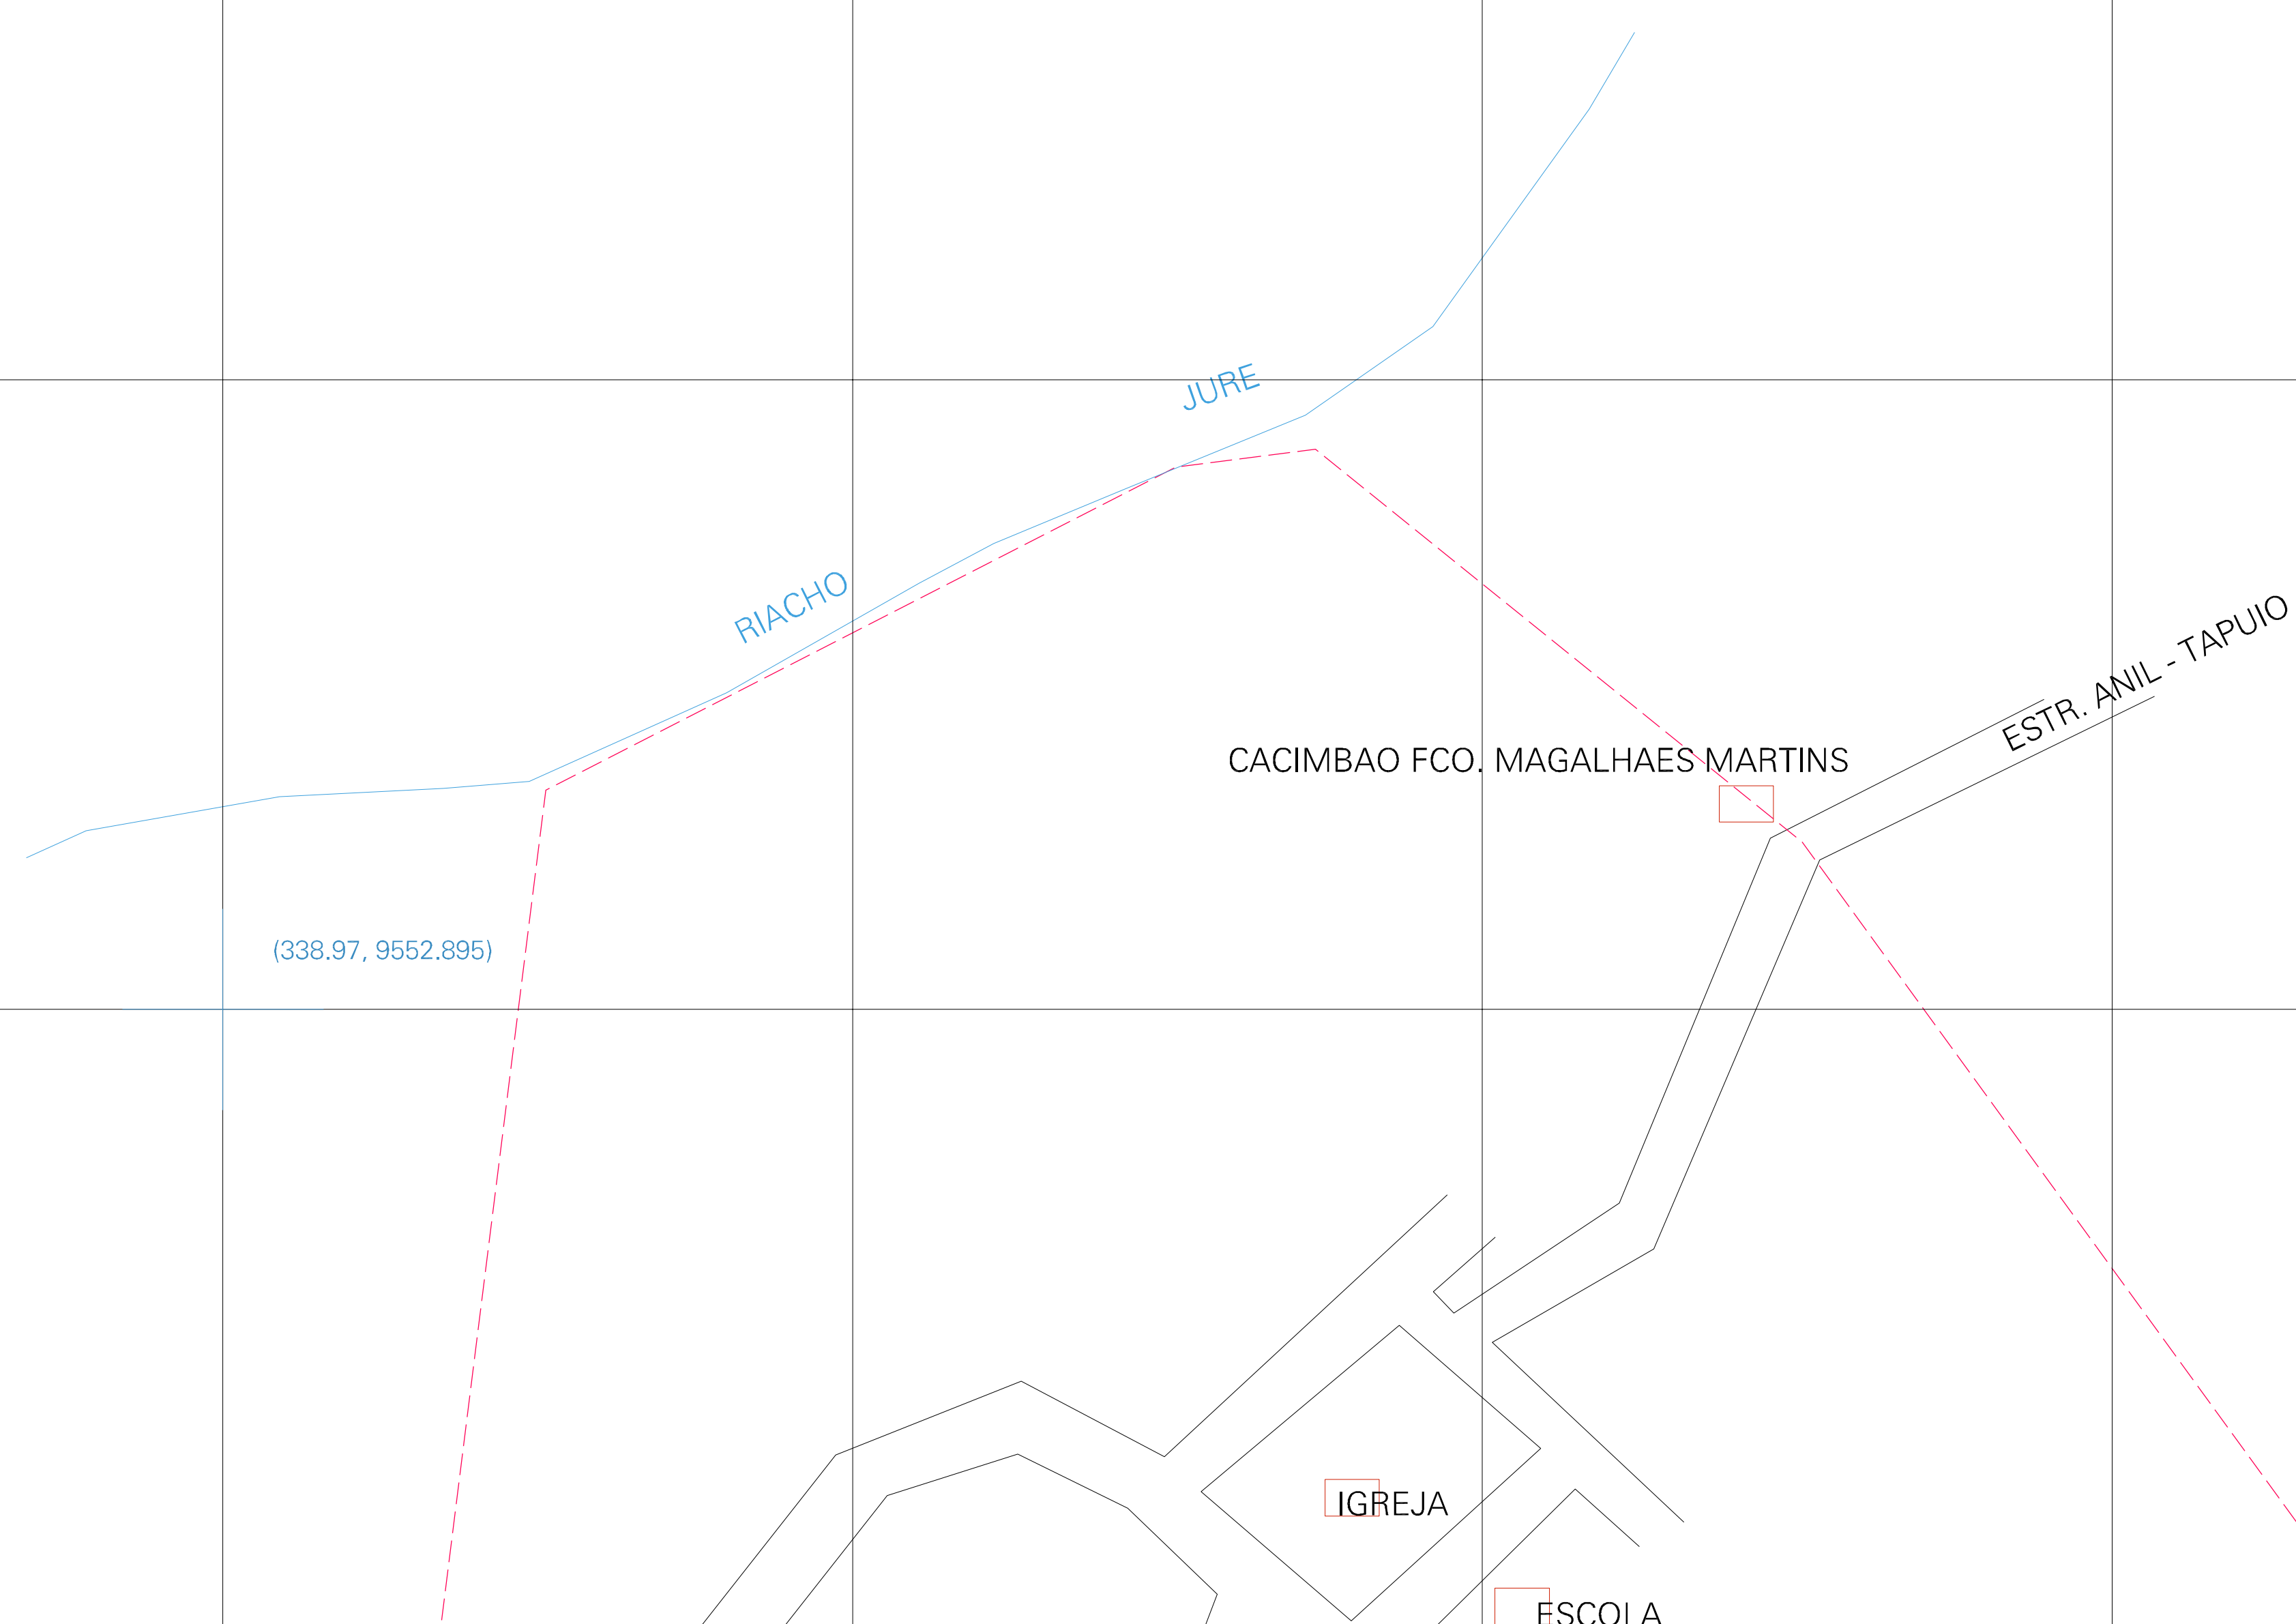 JURE
RIACHO
ESTR. ANIL - TAPUIO
CACIMBAO FCO. MAGALHAES MARTINS
(338.97, 9552.895)
IGREJA
ESCOLA